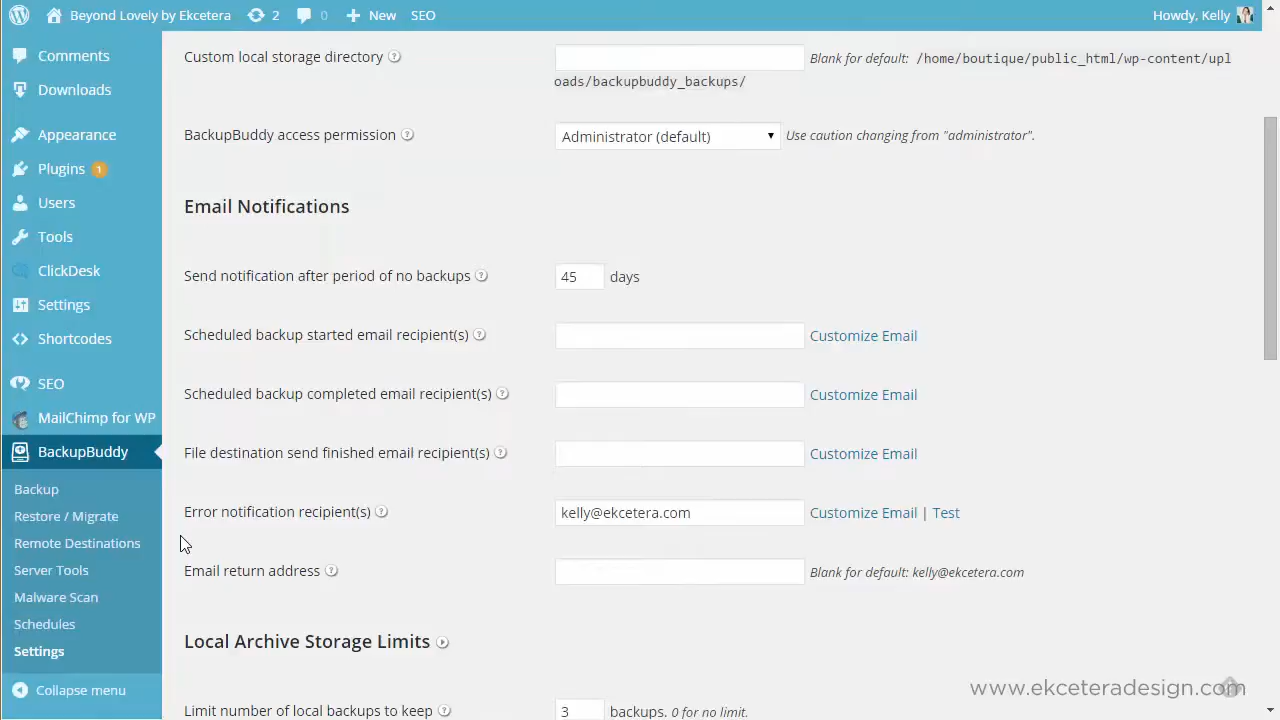 Beyond Lovely by Ekcetera 2 0 New SEO Howdy, Kelly
Comments
Downloads
Appearance
Plugins 1
Users
Tools
ClickDesk
Settings
Shortcodes
SEO
MailChimp for WP
BackupBuddy
Backup
Restore / Migrate
Remote Destinations
Server Tools
Malware Scan
Schedules
Settings
Collapse menu
Custom local storage directory ? Blank for default: /home/boutique/public_html/wp-content/upl
oads/backupbuddy_backups/
BackupBuddy access permission ? Administrator (default) Use caution changing from "administrator".
Email Notifications
Send notification after period of no backups ? 45 days
Scheduled backup started email recipient(s) ? Customize Email
Scheduled backup completed email recipient(s) ? Customize Email
File destination send finished email recipient(s) ? Customize Email
Error notification recipient(s) ? kelly@ekcetera.com Customize Email | Test
Email return address ? Blank for default: kelly@ekcetera.com
Local Archive Storage Limits
Limit number of local backups to keep ? 3 backups. 0 for no limit.
www.ekceteradesign.com